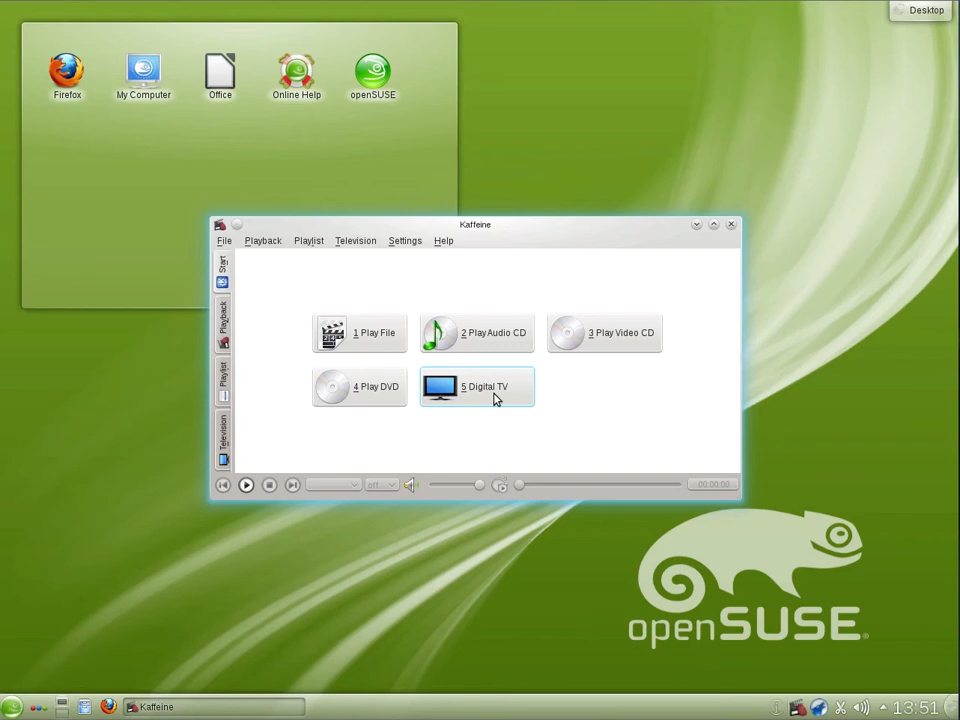 Desktop
Firefox My Computer Office Online Help openSUSE
Kaffeine
File Playback Playlist Television Settings Help
Start
Playback
Playlist
Television
1 Play File 2 Play Audio CD 3 Play Video CD
4 Play DVD 5 Digital TV
off 00:00:00
openSUSE
Kaffeine 13:51